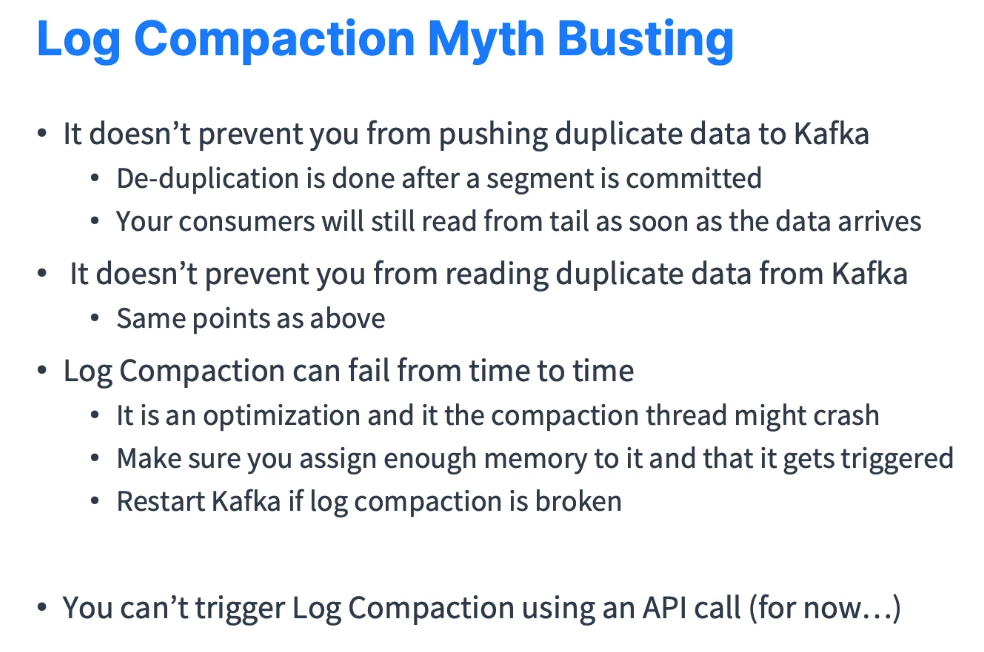 Log Compaction Myth Busting
• It doesn’t prevent you from pushing duplicate data to Kafka
• De-duplication is done after a segment is committed
• Your consumers will still read from tail as soon as the data arrives
• It doesn’t prevent you from reading duplicate data from Kafka
• Same points as above
• Log Compaction can fail from time to time
• It is an optimization and it the compaction thread might crash
• Make sure you assign enough memory to it and that it gets triggered
• Restart Kafka if log compaction is broken
• You can’t trigger Log Compaction using an API call (for now…)